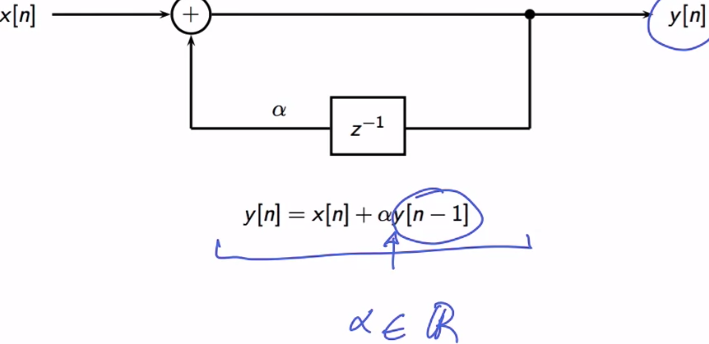 x[n] + y[n]
α
z⁻¹
y[n] = x[n] + αy[n − 1]
α ∈ ℝ